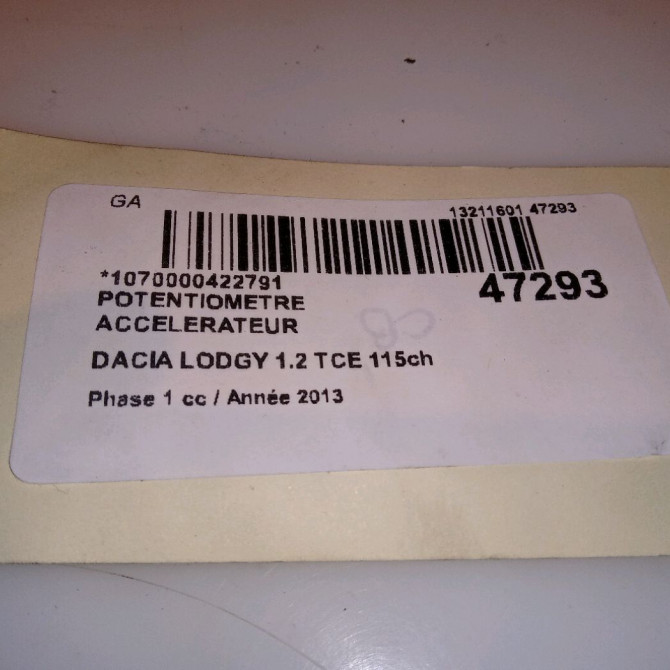 GA
13211601 47293
*1070000422791
47293
POTENTIOMETRE
ACCELERATEUR
DACIA LODGY 1.2 TCE 115ch
Phase 1 cc / Année 2013